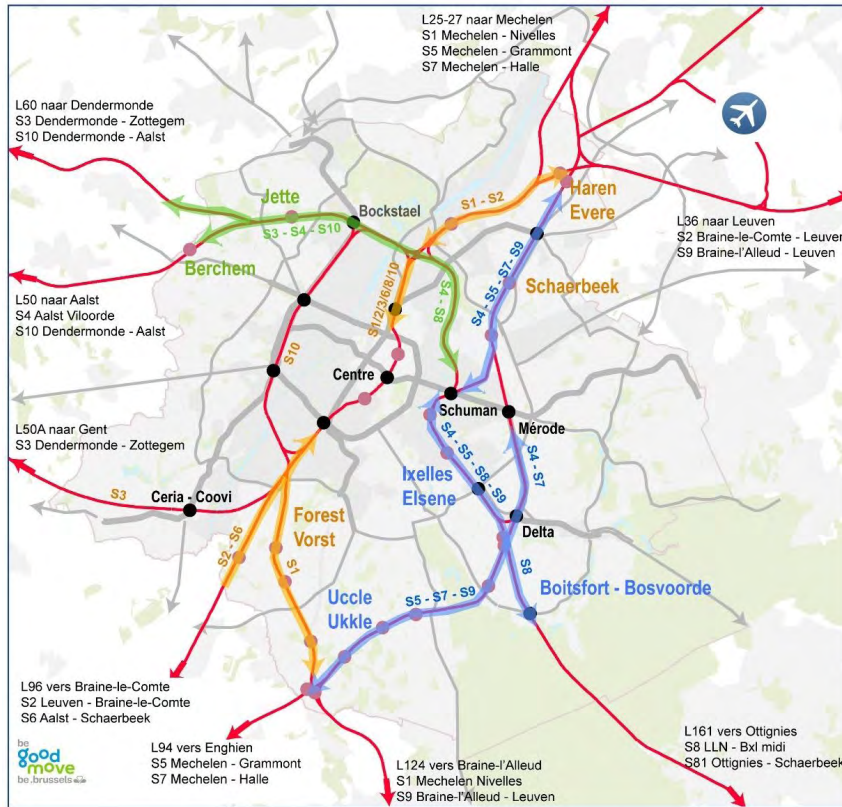 L25-27 naar Mechelen
S1 Mechelen - Nivelles
S5 Mechelen - Grammont
S7 Mechelen - Halle
L60 naar Dendermonde
S3 Dendermonde - Zottegem
S10 Dendermonde - Aalst
Jette
Bockstael
S1 - S2
Haren
Evere
S3 - S4 - S10
L36 naar Leuven
S2 Braine-le-Comte - Leuven
S9 Braine-l'Alleud - Leuven
Berchem
S4 - S5 - S7- S9
Schaerbeek
S1/2/3/6/8/10
S4 - S8
L50 naar Aalst
S4 Aalst Viloorde
S10 Dendermonde - Aalst
S10
Centre
Schuman
Mérode
L50A naar Gent
S3 Dendermonde - Zottegem
S4 - S5 - S8 - S9
S4 - S7
Ixelles
Elsene
S3
Ceria - Coovi
Forest
Vorst
Delta
S2 - S6
S1
S8
Uccle
Ukkle
S5 - S7 - S9
Boitsfort - Bosvoorde
L96 vers Braine-le-Comte
S2 Leuven - Braine-le-Comte
S6 Aalst - Schaerbeek
L94 vers Enghien
S5 Mechelen - Grammont
S7 Mechelen - Halle
L124 vers Braine-l'Alleud
S1 Mechelen Nivelles
S9 Braine-l'Alleud - Leuven
L161 vers Ottignies
S8 LLN - Bxl midi
S81 Ottignies - Schaerbeek
be
good
move
be.brussels